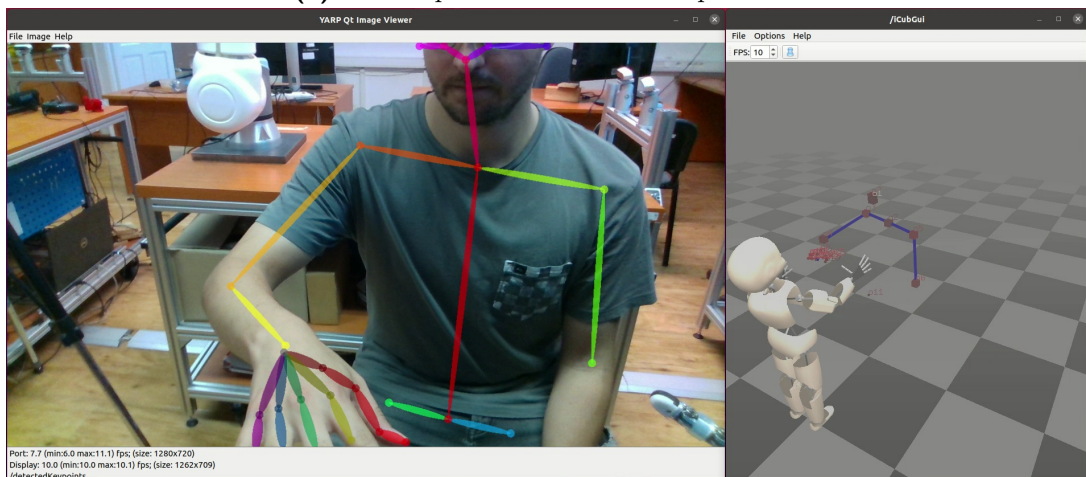 YARP Qt Image Viewer
File Image Help
Port: 7.7 (min:6.0 max:11.1) fps; (size: 1280x720)
Display: 10.0 (min:10.0 max:10.1) fps; (size: 1262x709)
/detectedKeypoints
/iCubGui
File Options Help
FPS: 10